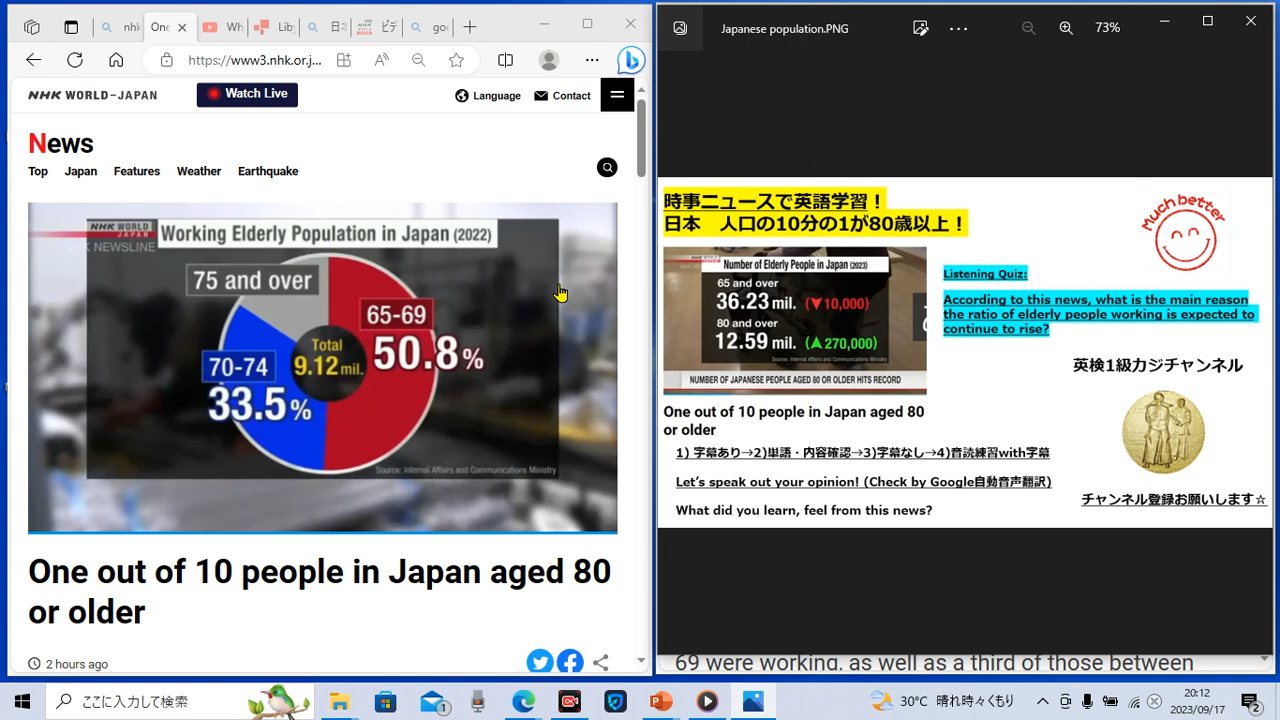 nhk
One
Wh
Lib
日本
ビデ
goo
https://www3.nhk.or.j...
NHK WORLD-JAPAN
Watch Live
Language
Contact
News
Top
Japan
Features
Weather
Earthquake
NHK WORLD
JAPAN
NHK NEWSLINE
Working Elderly Population in Japan (2022)
75 and over
65-69
50.8%
Total
9.12 mil.
70-74
33.5%
Source: Internal Affairs and Communications Ministry
One out of 10 people in Japan aged 80
or older
2 hours ago
Japanese population.PNG
73%
時事ニュースで英語学習！
日本　人口の10分の1が80歳以上！
Much better
Number of Elderly People in Japan (2023)
65 and over
36.23 mil. (▼10,000)
80 and over
12.59 mil. (▲270,000)
Source: Internal Affairs and Communications Ministry
NUMBER OF JAPANESE PEOPLE AGED 80 OR OLDER HITS RECORD
Listening Quiz:
According to this news, what is the main reason
the ratio of elderly people working is expected to
continue to rise?
英検1級カジチャンネル
One out of 10 people in Japan aged 80
or older
1) 字幕あり→2)単語・内容確認→3)字幕なし→4)音読練習with字幕
Let's speak out your opinion! (Check by Google自動音声翻訳)
What did you learn, feel from this news?
チャンネル登録お願いします☆
69 were working, as well as a third of those between
ここに入力して検索
30°C 晴れ時々くもり
20:12
2023/09/17